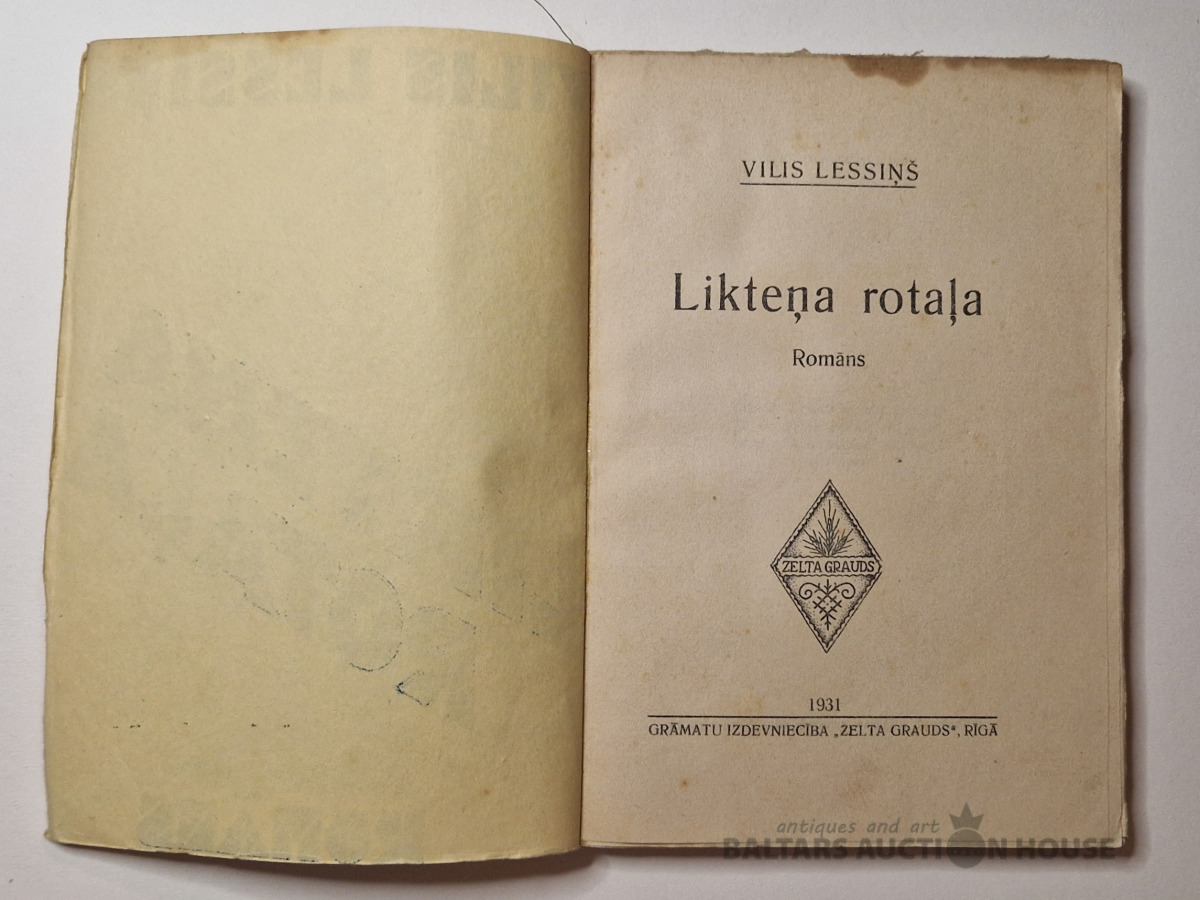 VILIS LESSIŅŠ
Likteņa rotaļa
Romāns
ZELTA GRAUDS
1931
GRĀMATU IZDEVNIECĪBA „ZELTA GRAUDS“, RĪGĀ
antiques and art
BALTARS AUCTION HOUSE